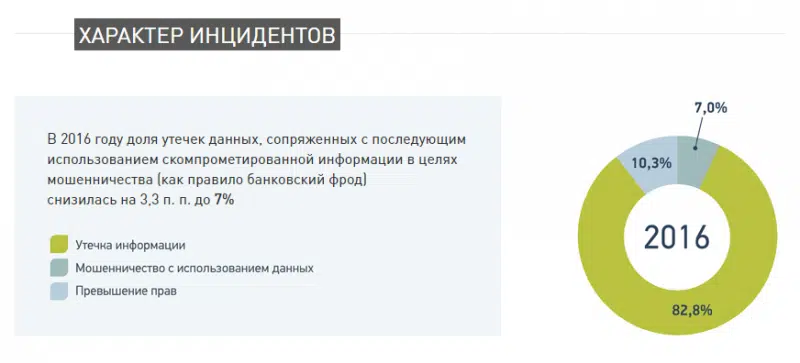 ХАРАКТЕР ИНЦИДЕНТОВ
В 2016 году доля утечек данных, сопряженных с последующим
использованием скомпрометированной информации в целях
мошенничества (как правило банковский фрод)
снизилась на 3,3 п. п. до 7%
Утечка информации
Мошенничество с использованием данных
Превышение прав
7,0%
10,3%
2016
82,8%